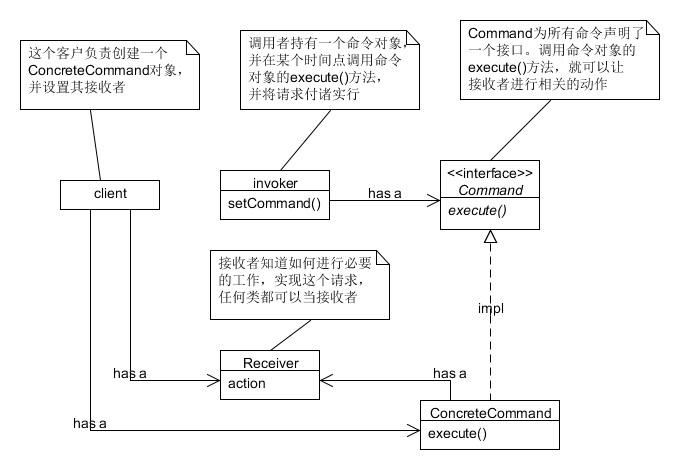 这个客户负责创建一个
ConcreteCommand对象，
并设置其接收者
调用者持有一个命令对象，
并在某个时间点调用命令
对象的execute()方法，
并将请求付诸实行
Command为所有命令声明了
一个接口。调用命令对象的
execute()方法，就可以让
接收者进行相关的动作
client
invoker
setCommand()
has a
<<interface>>
Command
execute()
接收者知道如何进行必要
的工作，实现这个请求，
任何类都可以当接收者
impl
Receiver
action
has a
has a
has a
ConcreteCommand
execute()